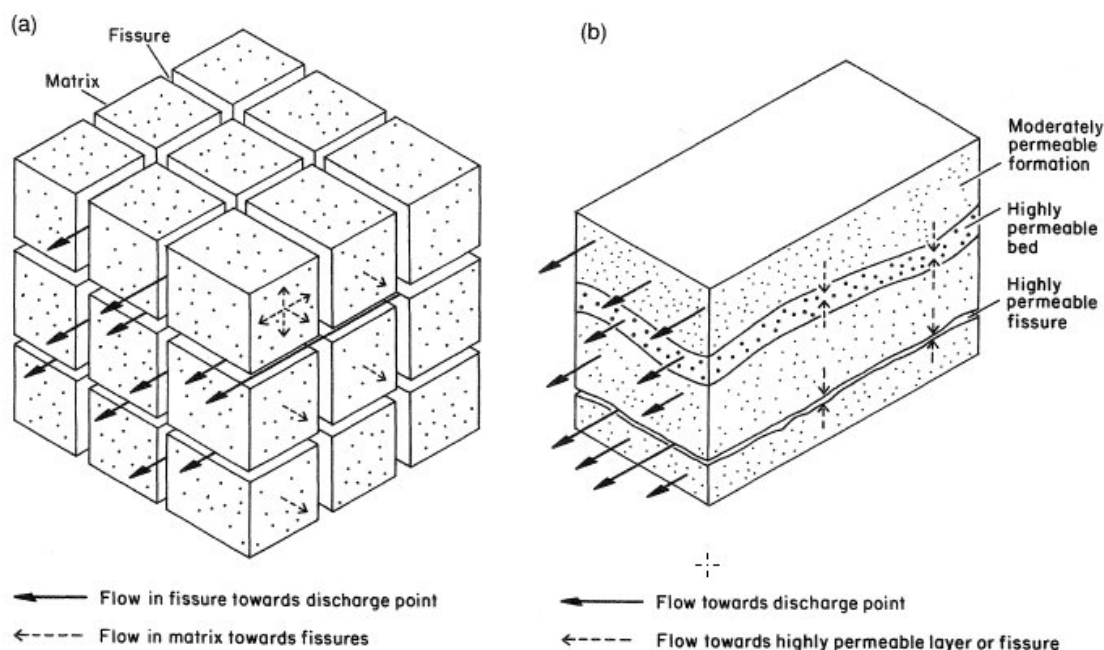 (a)
Fissure
Matrix
Flow in fissure towards discharge point
Flow in matrix towards fissures
(b)
Moderately
permeable
formation
Highly
permeable
bed
Highly
permeable
fissure
Flow towards discharge point
Flow towards highly permeable layer or fissure